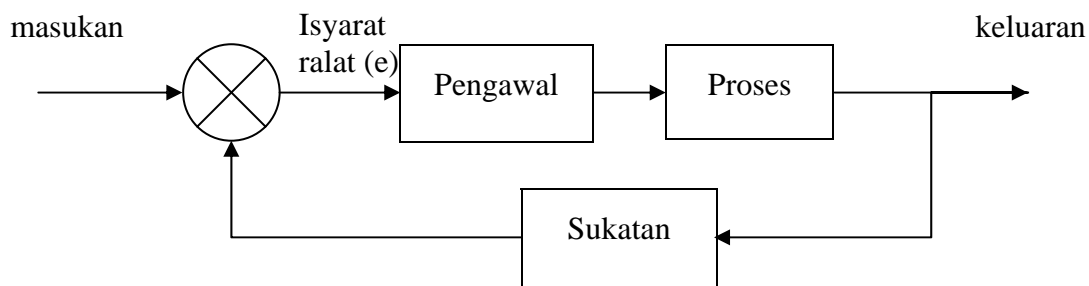 masukan
Isyarat
ralat (e)
keluaran
Pengawal
Proses
Sukatan